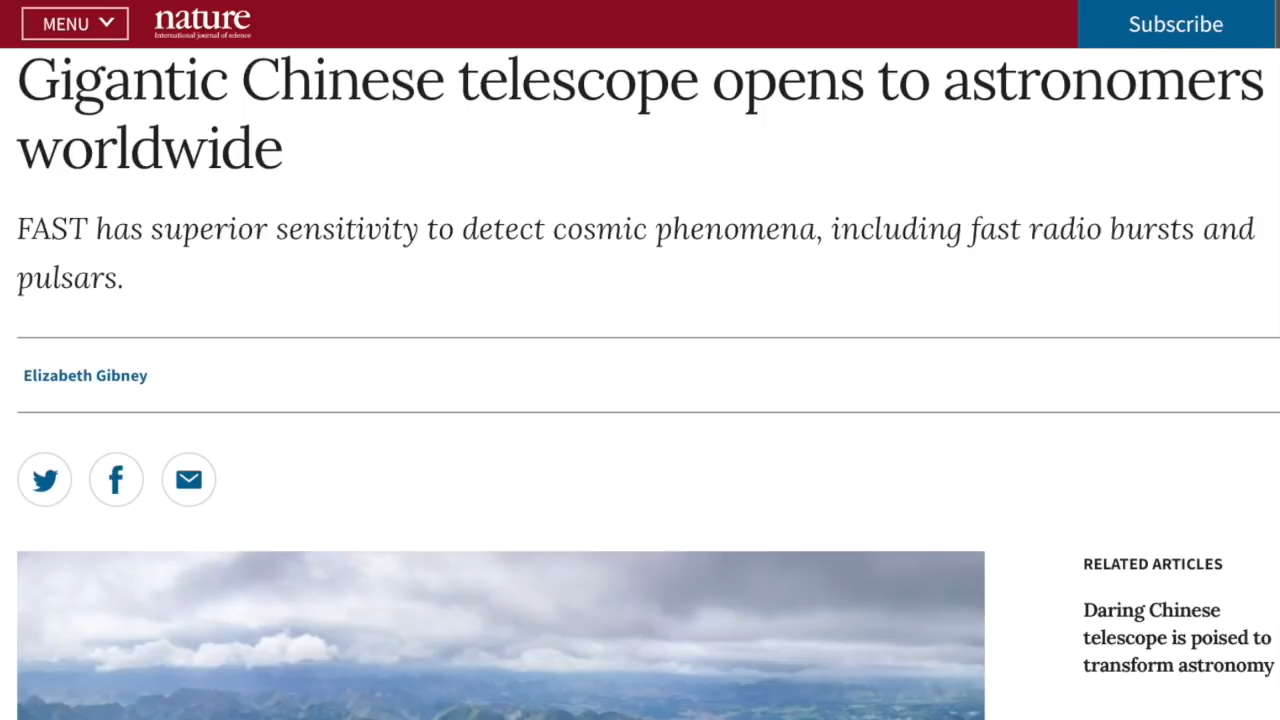 MENU
nature
International journal of science
Subscribe
Gigantic Chinese telescope opens to astronomers
worldwide
FAST has superior sensitivity to detect cosmic phenomena, including fast radio bursts and
pulsars.
Elizabeth Gibney
RELATED ARTICLES
Daring Chinese
telescope is poised to
transform astronomy